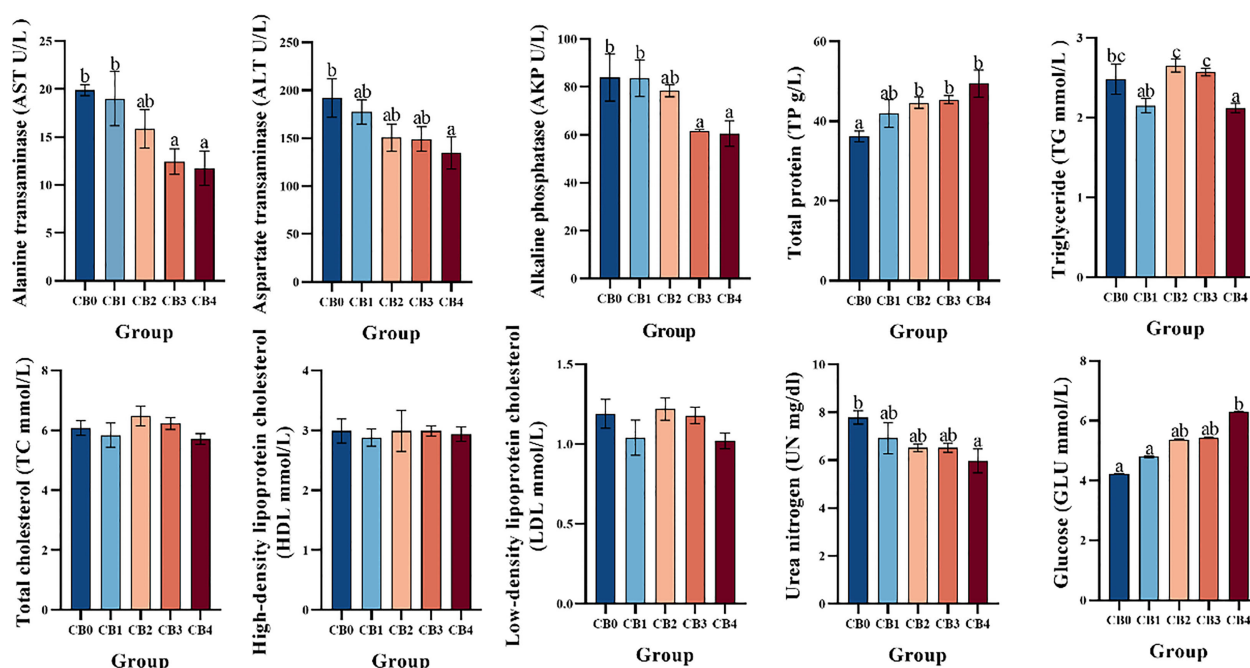 Alanine transaminase (AST U/L )
25
20
15
10
5
0
b
b
ab
a
a
CB0 CB1 CB2 CB3 CB4
Group
Aspartate transaminase (ALT U/L )
250
200
150
100
50
0
b
ab
ab
ab
a
CB0 CB1 CB2 CB3 CB4
Group
Alkaline phosphatase (AKP U/L)
100
80
60
40
20
0
b
b
ab
a
a
CB0 CB1 CB2 CB3 CB4
Group
Total protein (TP g/L )
60
40
20
0
a
ab
b
b
b
CB0 CB1 CB2 CB3 CB4
Group
Triglyceride (TG mmol/L )
3
2
1
0
bc
ab
c
c
a
CB0 CB1 CB2 CB3 CB4
Group
Total cholesterol (TC mmol/L)
8
6
4
2
0
CB0 CB1 CB2 CB3 CB4
Group
High-density lipoprotein cholesterol
(HDL mmol/L)
4
3
2
1
0
CB0 CB1 CB2 CB3 CB4
Group
Low-density lipoprotein cholesterol
(LDL mmol/L)
1.5
1.0
0.5
0.0
CB0 CB1 CB2 CB3 CB4
Group
Urea nitrogen (UN mg/dl)
10
8
6
4
2
0
b
ab
ab
ab
a
CB0 CB1 CB2 CB3 CB4
Group
Glucose (GLU mmol/L)
8
6
4
2
0
a
a
ab
ab
b
CB0 CB1 CB2 CB3 CB4
Group